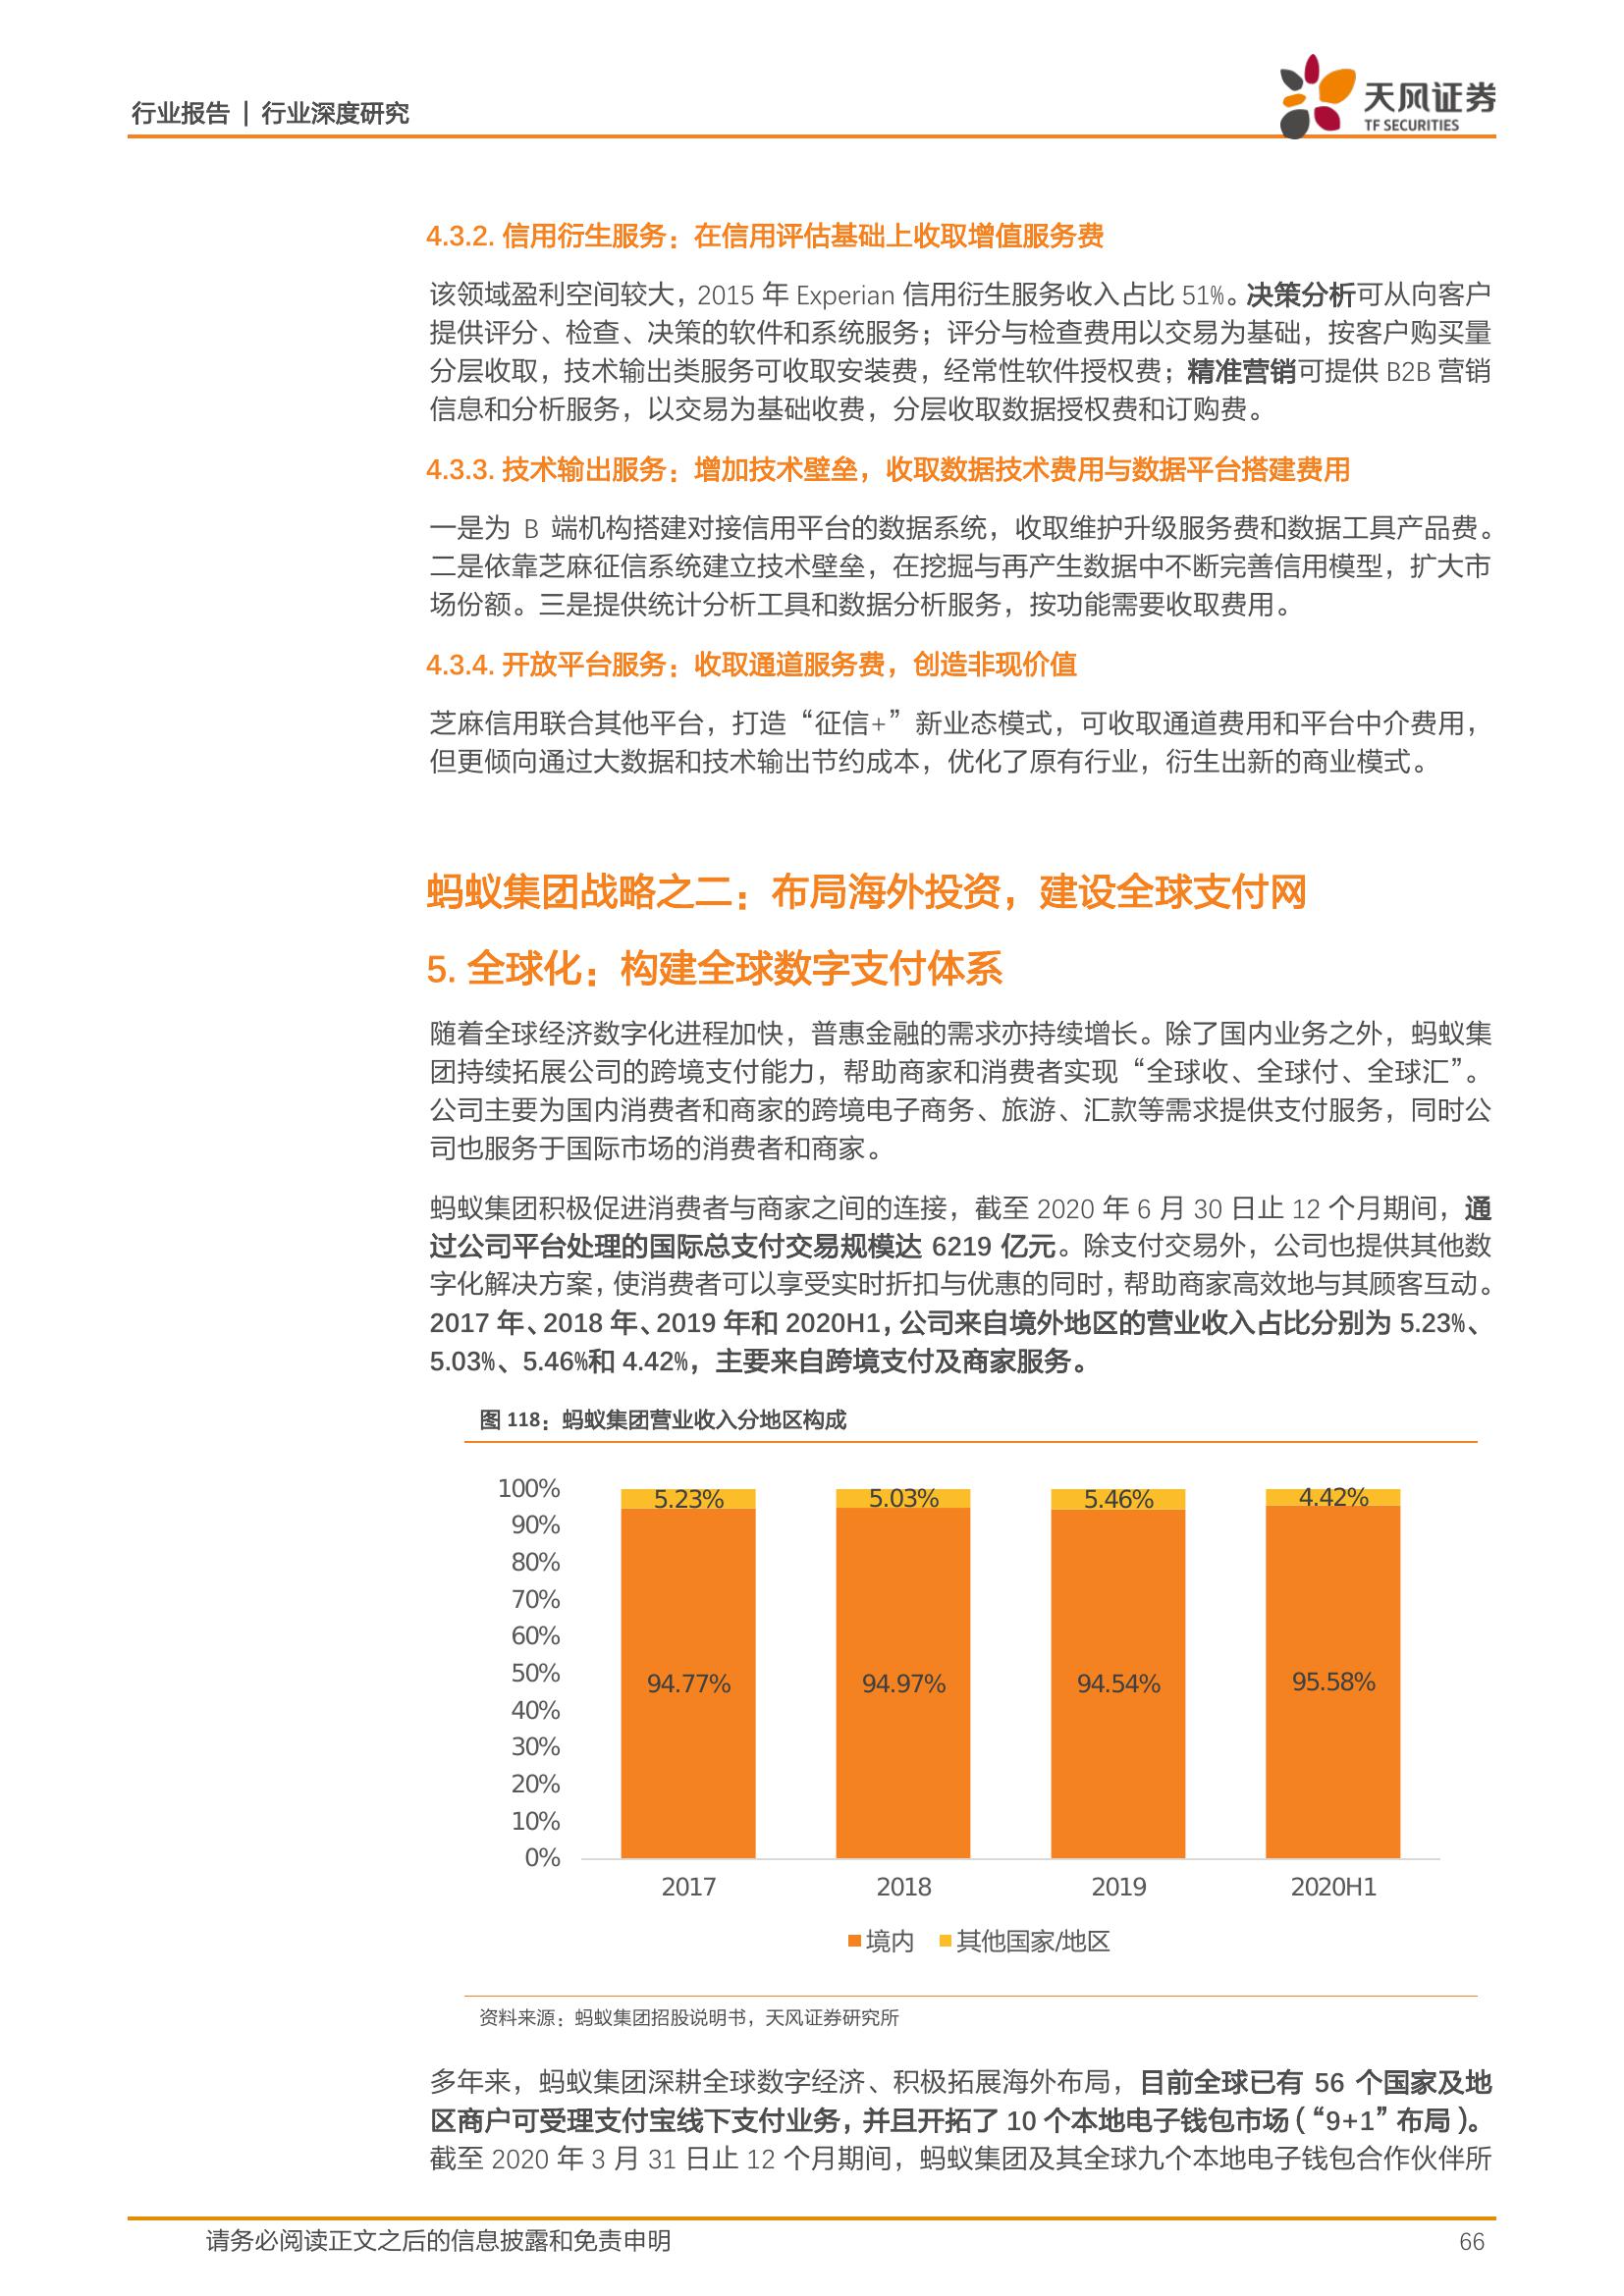 行业报告 | 行业深度研究
天风证券
TF SECURITIES
4.3.2. 信用衍生服务：在信用评估基础上收取增值服务费
该领域盈利空间较大，2015 年 Experian 信用衍生服务收入占比 51%。决策分析可从向客户
提供评分、检查、决策的软件和系统服务；评分与检查费用以交易为基础，按客户购买量
分层收取，技术输出类服务可收取安装费，经常性软件授权费；精准营销可提供 B2B 营销
信息和分析服务，以交易为基础收费，分层收取数据授权费和订购费。
4.3.3. 技术输出服务：增加技术壁垒，收取数据技术费用与数据平台搭建费用
一是为 B 端机构搭建对接信用平台的数据系统，收取维护升级服务费和数据工具产品费。
二是依靠芝麻征信系统建立技术壁垒，在挖掘与再产生数据中不断完善信用模型，扩大市
场份额。三是提供统计分析工具和数据分析服务，按功能需要收取费用。
4.3.4. 开放平台服务：收取通道服务费，创造非现价值
芝麻信用联合其他平台，打造“征信+”新业态模式，可收取通道费用和平台中介费用，
但更倾向通过大数据和技术输出节约成本，优化了原有行业，衍生出新的商业模式。
蚂蚁集团战略之二：布局海外投资，建设全球支付网
5. 全球化：构建全球数字支付体系
随着全球经济数字化进程加快，普惠金融的需求亦持续增长。除了国内业务之外，蚂蚁集
团持续拓展公司的跨境支付能力，帮助商家和消费者实现“全球收、全球付、全球汇”。
公司主要为国内消费者和商家的跨境电子商务、旅游、汇款等需求提供支付服务，同时公
司也服务于国际市场的消费者和商家。
蚂蚁集团积极促进消费者与商家之间的连接，截至 2020 年 6 月 30 日止 12 个月期间，通
过公司平台处理的国际总支付交易规模达 6219 亿元。除支付交易外，公司也提供其他数
字化解决方案，使消费者可以享受实时折扣与优惠的同时，帮助商家高效地与其顾客互动。
2017 年、2018 年、2019 年和 2020H1，公司来自境外地区的营业收入占比分别为 5.23%、
5.03%、5.46%和 4.42%，主要来自跨境支付及商家服务。
图 118：蚂蚁集团营业收入分地区构成
100%
90%
80%
70%
60%
50%
40%
30%
20%
10%
0%
5.23% 5.03% 5.46% 4.42%
94.77% 94.97% 94.54% 95.58%
2017 2018 2019 2020H1
境内 其他国家/地区
资料来源：蚂蚁集团招股说明书，天风证券研究所
多年来，蚂蚁集团深耕全球数字经济、积极拓展海外布局，目前全球已有 56 个国家及地
区商户可受理支付宝线下支付业务，并且开拓了 10 个本地电子钱包市场（“9+1”布局）。
截至 2020 年 3 月 31 日止 12 个月期间，蚂蚁集团及其全球九个本地电子钱包合作伙伴所
请务必阅读正文之后的信息披露和免责申明
66